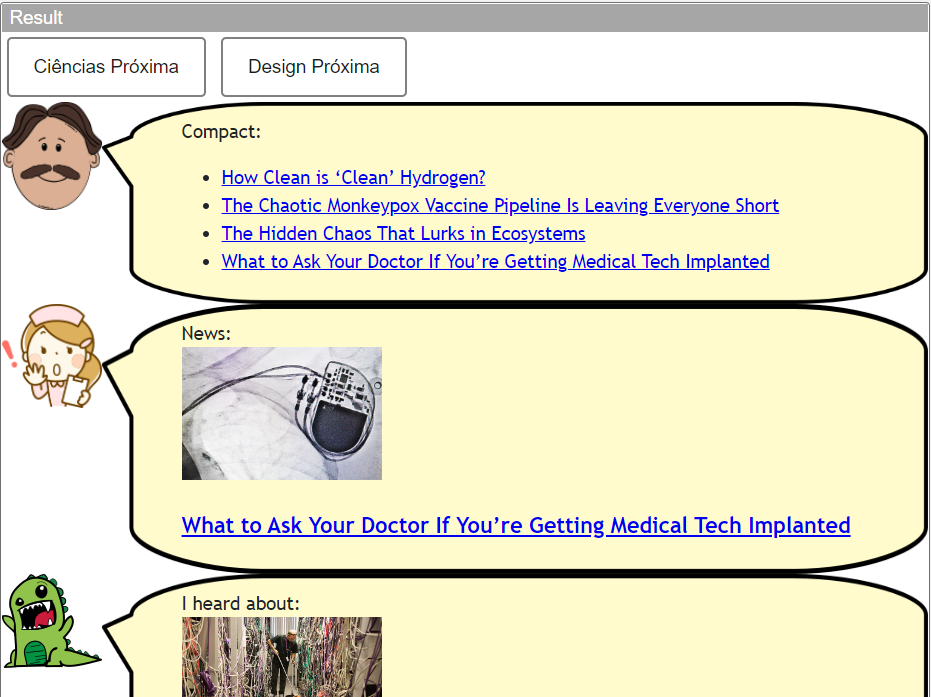 Result
Ciências Próxima
Design Próxima
Compact:
How Clean is ‘Clean’ Hydrogen?
The Chaotic Monkeypox Vaccine Pipeline Is Leaving Everyone Short
The Hidden Chaos That Lurks in Ecosystems
What to Ask Your Doctor If You’re Getting Medical Tech Implanted
News:
What to Ask Your Doctor If You’re Getting Medical Tech Implanted
I heard about: